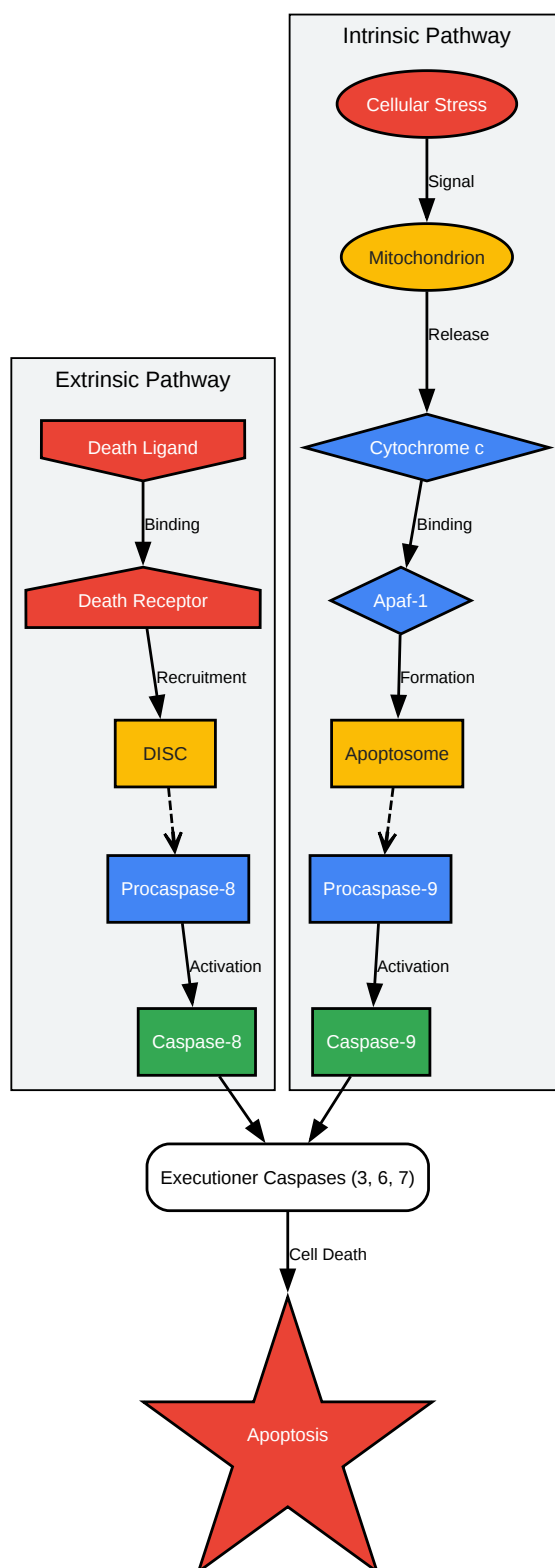 Intrinsic Pathway
Cellular Stress
Signal
Mitochondrion
Release
Cytochrome c
Binding
Apaf-1
Formation
Apoptosome
Procaspase-9
Activation
Caspase-9
Extrinsic Pathway
Death Ligand
Binding
Death Receptor
Recruitment
DISC
Procaspase-8
Activation
Caspase-8
Executioner Caspases (3, 6, 7)
Cell Death
Apoptosis